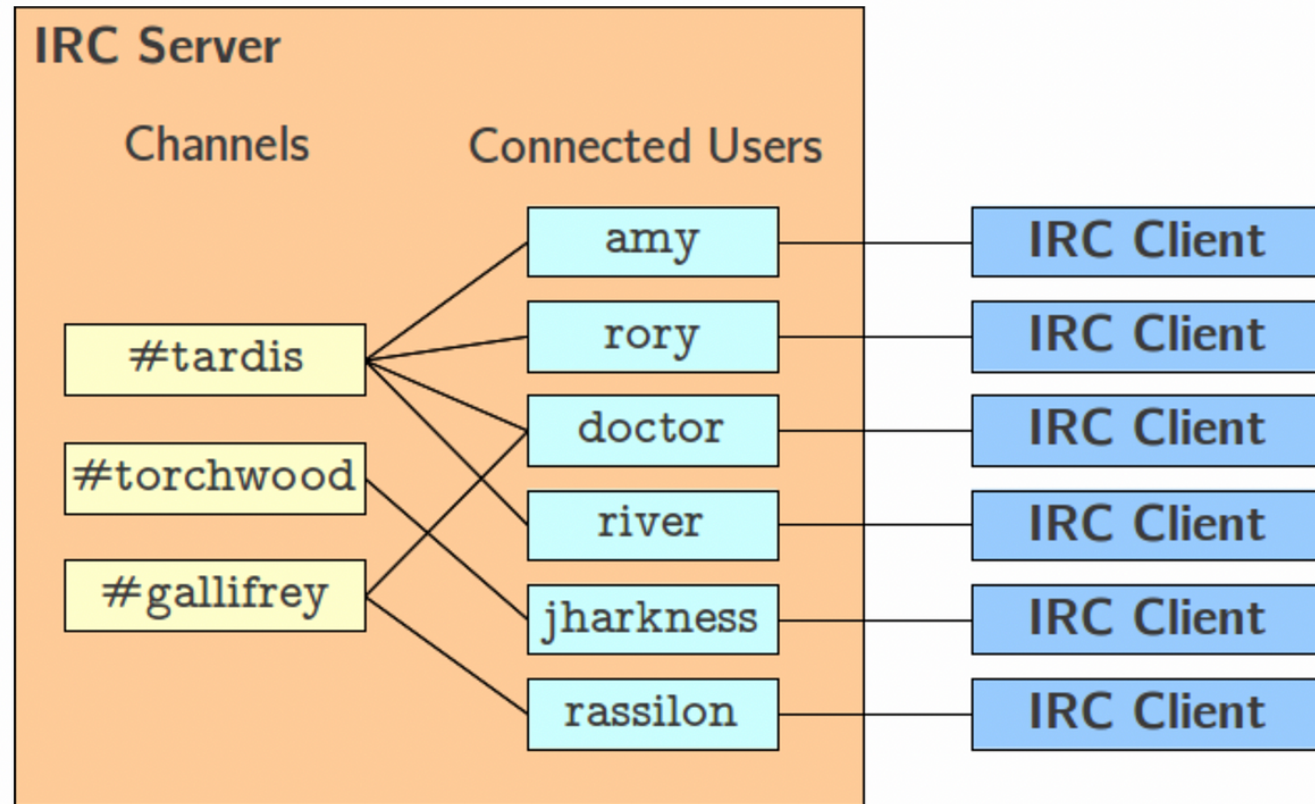 IRC Server
Channels
Connected Users
amy
IRC Client
rory
IRC Client
#tardis
doctor
IRC Client
#torchwood
river
IRC Client
#gallifrey
jharkness
IRC Client
rassilon
IRC Client